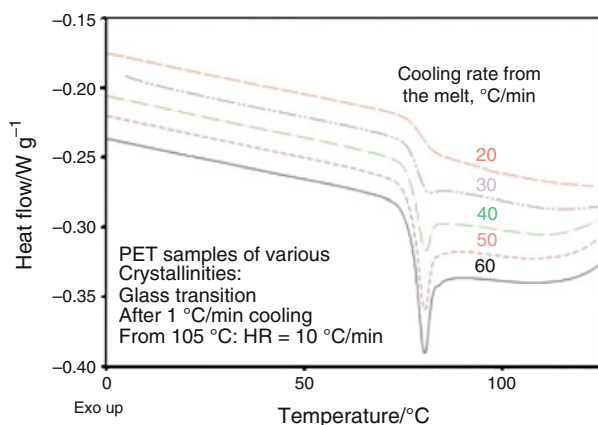 −0.15
−0.20
−0.25
−0.30
−0.35
−0.40
Heat flow/W g⁻¹
Cooling rate from
the melt, °C/min
20
30
40
50
60
PET samples of various
Crystallinities:
Glass transition
After 1 °C/min cooling
From 105 °C: HR = 10 °C/min
0
50
100
Exo up
Temperature/°C